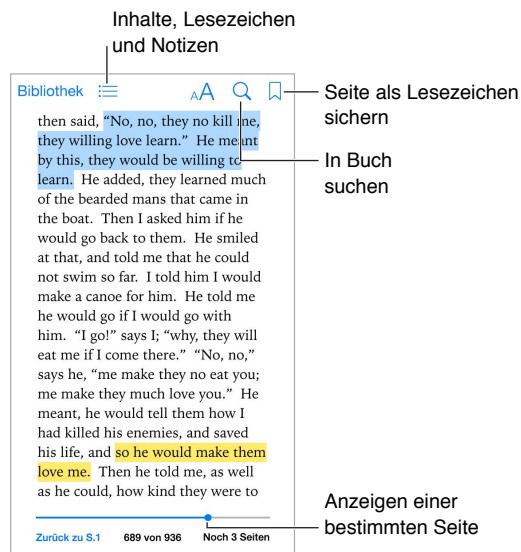 Inhalte, Lesezeichen
und Notizen
Bibliothek
AA
Seite als Lesezeichen
sichern
In Buch
suchen
then said, “No, no, they no kill me,
they willing love learn.” He meant
by this, they would be willing to
learn. He added, they learned much
of the bearded mans that came in
the boat. Then I asked him if he
would go back to them. He smiled
at that, and told me that he could
not swim so far. I told him I would
make a canoe for him. He told me
he would go if I would go with
him. “I go!” says I; “why, they will
eat me if I come there.” “No, no,”
says he, “me make they no eat you;
me make they much love you.” He
meant, he would tell them how I
had killed his enemies, and saved
his life, and so he would make them
love me. Then he told me, as well
as he could, how kind they were to
Anzeigen einer
bestimmten Seite
Zurück zu S.1 689 von 936 Noch 3 Seiten